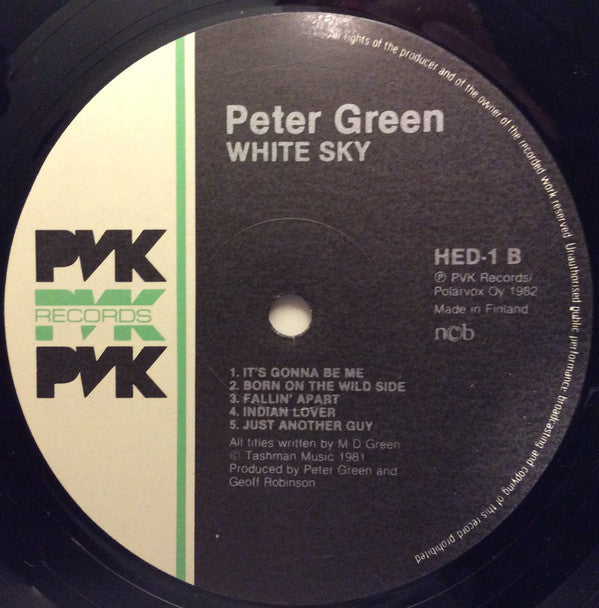 Peter Green
WHITE SKY
PVK
PVK
RECORDS
PVK
HED-1 B
Ⓟ PVK Records/
Polarvox Oy 1982
Made in Finland
ncb
1. IT'S GONNA BE ME
2. BORN ON THE WILD SIDE
3. FALLIN' APART
4. INDIAN LOVER
5. JUST ANOTHER GUY
All titles written by M D Green
© Tashman Music 1981
Produced by Peter Green and
Geoff Robinson
rights of the producer and of the owner of the recorded work reserved. Unauthorised public performance, broadcasting and copying of this record prohibited